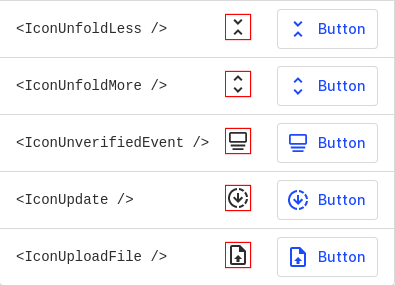 <IconUnfoldLess /> Button
<IconUnfoldMore /> Button
<IconUnverifiedEvent /> Button
<IconUpdate /> Button
<IconUploadFile /> Button